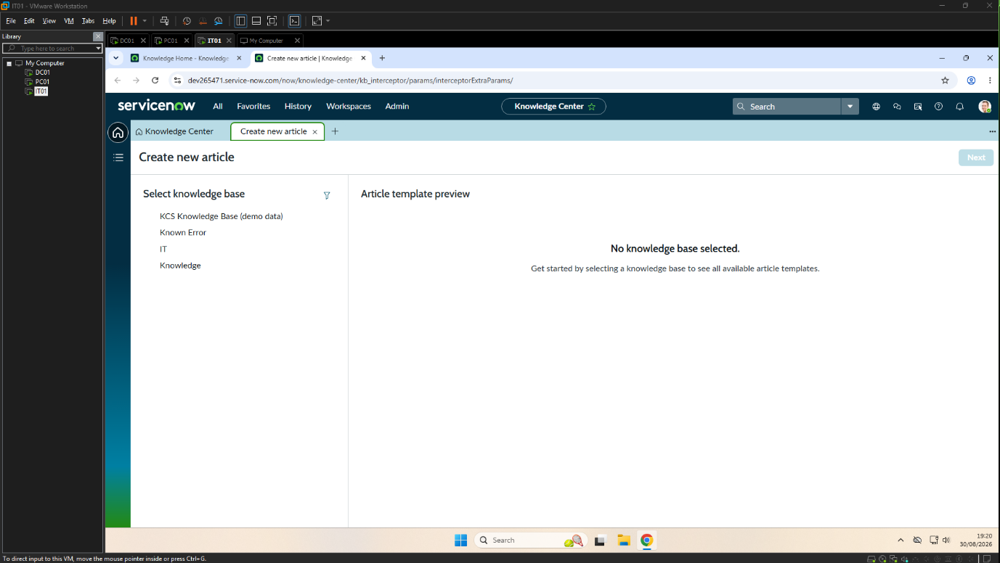 IT01 - VMware Workstation
File Edit View VM Tabs Help
Library
Type here to search
My Computer
DC01
PC01
IT01
DC01 PC01 IT01 My Computer
Knowledge Home - Knowledge Create new article | Knowledge
dev265471.service-now.com/now/knowledge-center/kb_interceptor/params/interceptorExtraParams/
servicenow All Favorites History Workspaces Admin Knowledge Center Search
Knowledge Center Create new article
Create new article Next
Select knowledge base
KCS Knowledge Base (demo data)
Known Error
IT
Knowledge
Article template preview
No knowledge base selected.
Get started by selecting a knowledge base to see all available article templates.
Search
19:20
30/08/2026
To direct input to this VM, move the mouse pointer inside or press Ctrl+G.